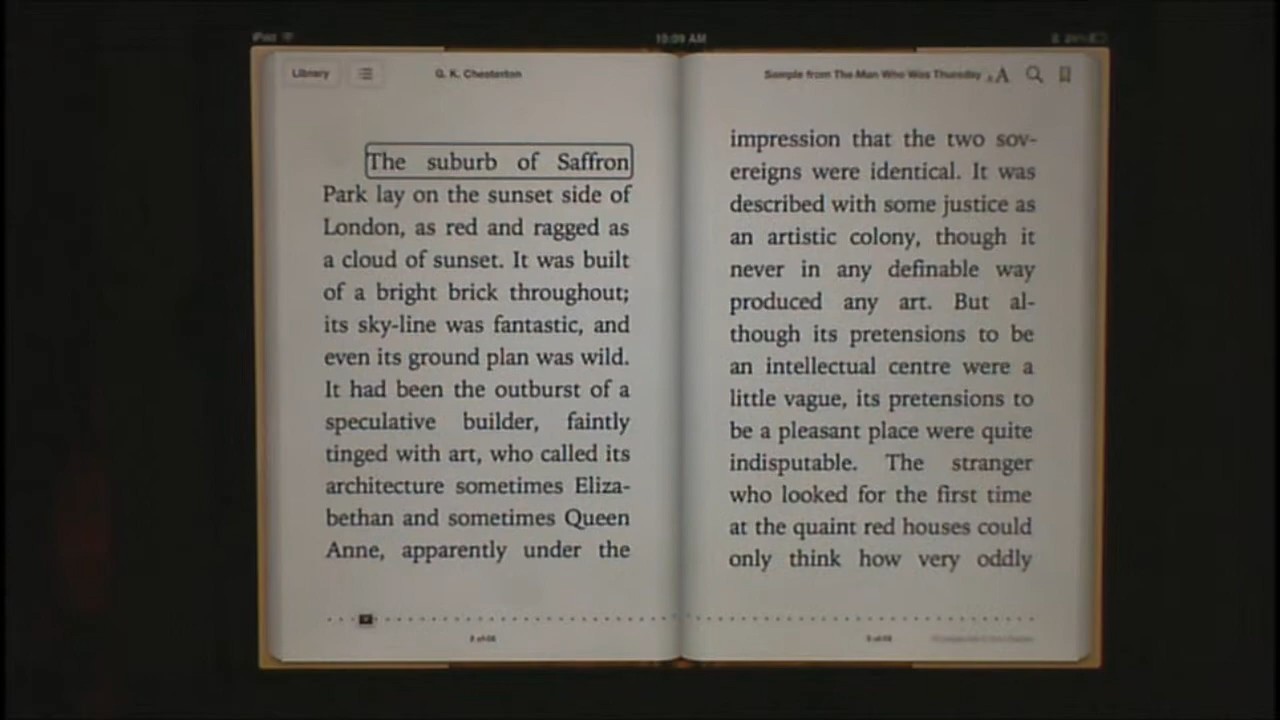 iPad
10:09 AM
Library
G. K. Chesterton
Sample from The Man Who Was Thursday
AA
The suburb of Saffron
Park lay on the sunset side of
London, as red and ragged as
a cloud of sunset. It was built
of a bright brick throughout;
its sky-line was fantastic, and
even its ground plan was wild.
It had been the outburst of a
speculative builder, faintly
tinged with art, who called its
architecture sometimes Eliza-
bethan and sometimes Queen
Anne, apparently under the
impression that the two sov-
ereigns were identical. It was
described with some justice as
an artistic colony, though it
never in any definable way
produced any art. But al-
though its pretensions to be
an intellectual centre were a
little vague, its pretensions to
be a pleasant place were quite
indisputable. The stranger
who looked for the first time
at the quaint red houses could
only think how very oddly